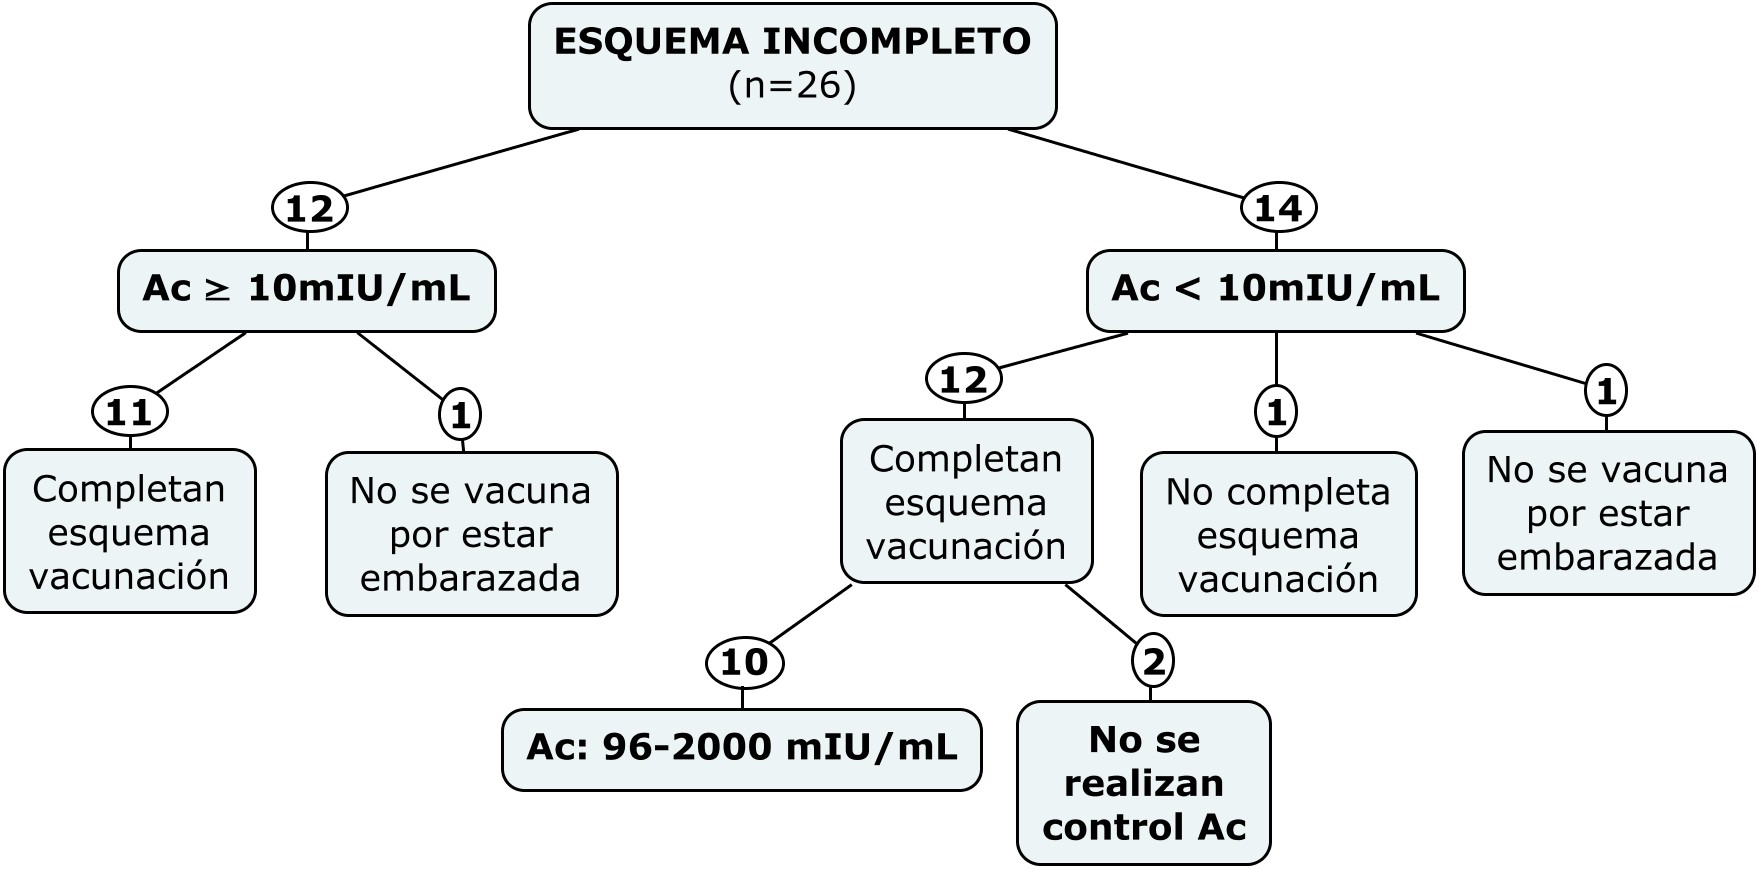 ESQUEMA INCOMPLETO
(n=26)
12
14
Ac ≥ 10mIU/mL
Ac < 10mIU/mL
11
1
12
1
1
Completan
esquema
vacunación
No se vacuna
por estar
embarazada
Completan
esquema
vacunación
No completa
esquema
vacunación
No se vacuna
por estar
embarazada
10
2
Ac: 96-2000 mIU/mL
No se
realizan
control Ac